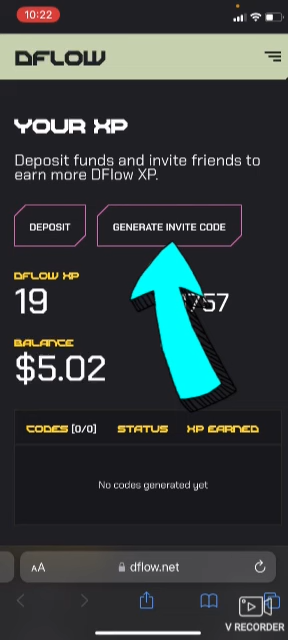 10:22
DFLOW
YOUR XP
Deposit funds and invite friends to
earn more DFlow XP.
DEPOSIT
GENERATE INVITE CODE
DFLOW XP
19
757
BALANCE
$5.02
CODES [0/0] STATUS XP EARNED
No codes generated yet
AA dflow.net
V RECORDER